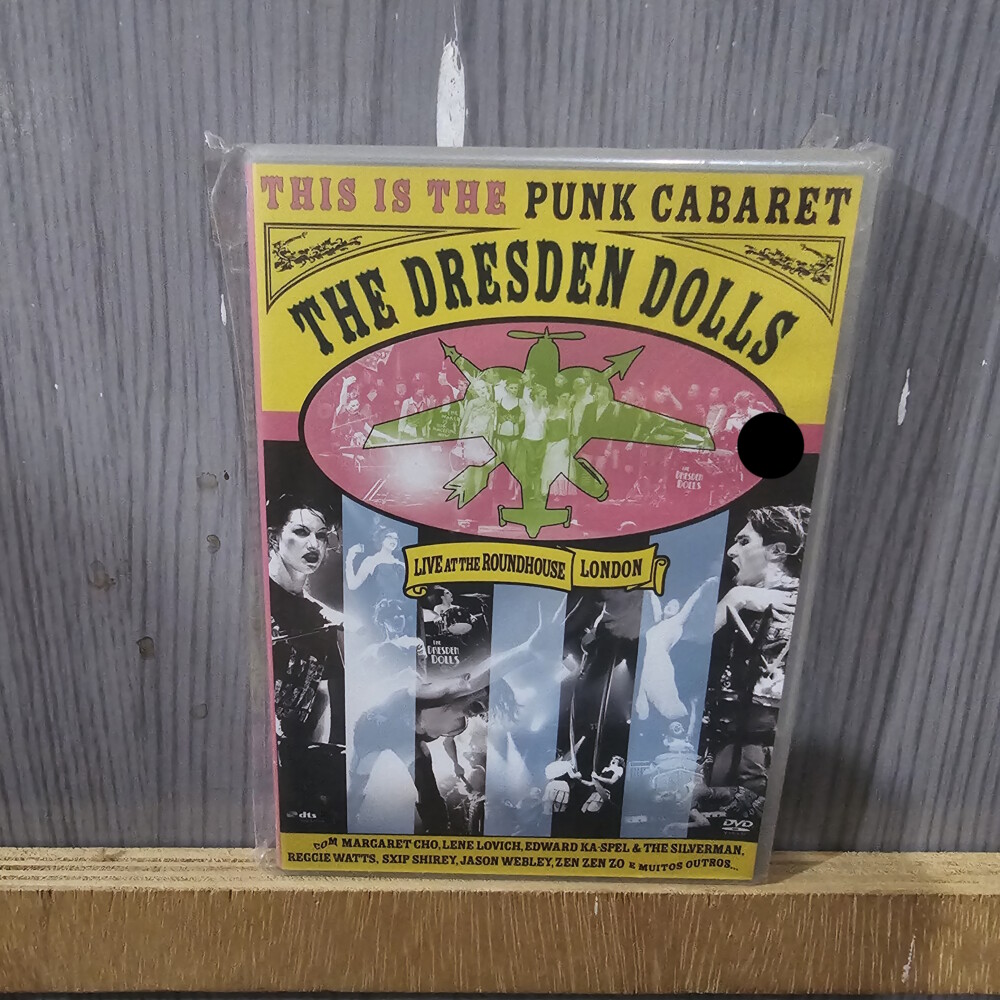 THIS IS THE PUNK CABARET
THE DRESDEN DOLLS
THE
DRESDEN
DOLLS
LIVE AT THE ROUNDHOUSE LONDON
THE
DRESDEN
DOLLS
dts
DVD
COM MARGARET CHO, LENE LOVICH, EDWARD KA-SPEL & THE SILVERMAN,
REGGIE WATTS, SXIP SHIREY, JASON WEBLEY, ZEN ZEN ZO E MUITOS OUTROS...